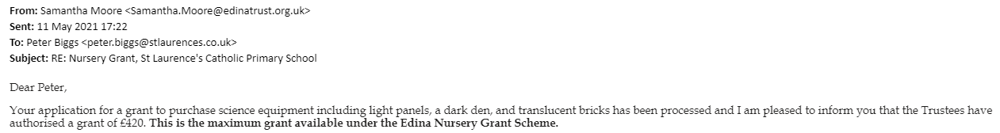 From: Samantha Moore <Samantha.Moore@edinatrust.org.uk>
Sent: 11 May 2021 17:22
To: Peter Biggs <peter.biggs@stlaurences.co.uk>
Subject: RE: Nursery Grant, St Laurence's Catholic Primary School
Dear Peter,
Your application for a grant to purchase science equipment including light panels, a dark den, and translucent bricks has been processed and I am pleased to inform you that the Trustees have
authorised a grant of £420. This is the maximum grant available under the Edina Nursery Grant Scheme.